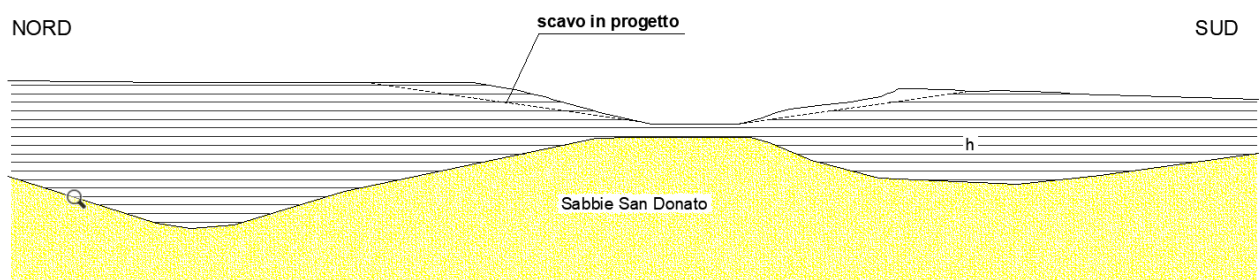 scavo in progetto
NORD
SUD
h
Sabbie San Donato